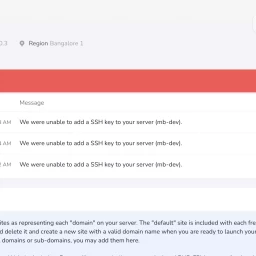 0.3 Region Bangalore 1
Message
AM We were unable to add a SSH key to your server (mb-dev).
AM We were unable to add a SSH key to your server (mb-dev).
AM We were unable to add a SSH key to your server (mb-dev).
ites as representing each "domain" on your server. The "default" site is included with each fre
d delete it and create a new site with a valid domain name when you are ready to launch your
domains or sub-domains, you may add them here.